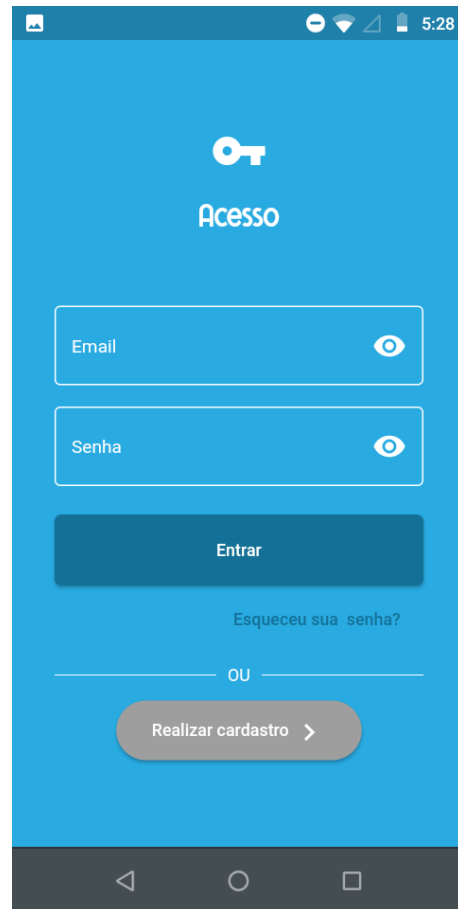 5:28
Acesso
Email
Senha
Entrar
Esqueceu sua senha?
OU
Realizar cardastro